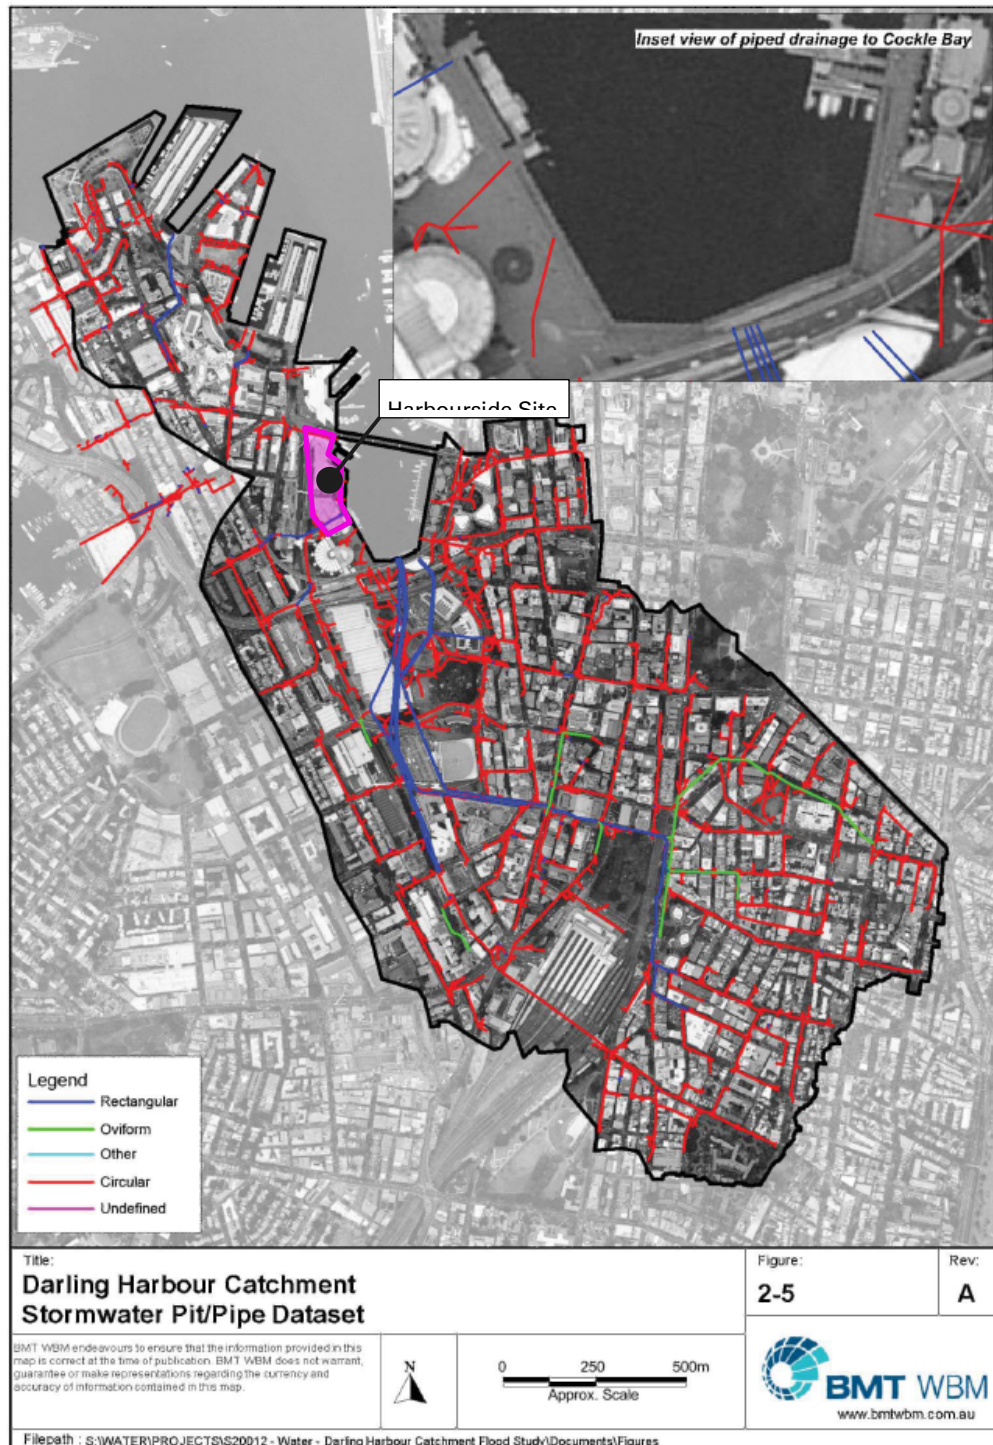 Inset view of piped drainage to Cockle Bay
Harbourside Site
Legend
Rectangular
Oviform
Other
Circular
Undefined
Title:
Darling Harbour Catchment
Stormwater Pit/Pipe Dataset
Figure:
2-5
Rev:
A
BMT WBM endeavours to ensure that the information provided in this
map is correct at the time of publication. BMT WBM does not warrant,
guarantee or make representations regarding the currency and
accuracy of information contained in this map.
N
0 250 500m
Approx. Scale
BMT WBM
www.bmtwbm.com.au
Filepath : S:\WATER\PROJECTS\S20012 - Water - Darling Harbour Catchment Flood Study\Documents\Figures